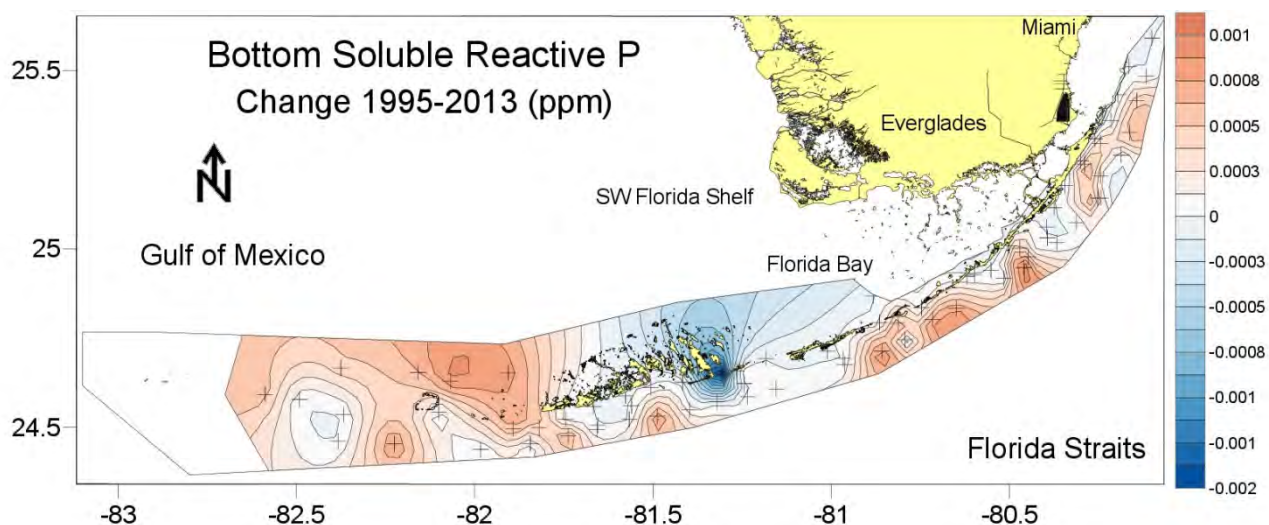 Bottom Soluble Reactive P
Change 1995-2013 (ppm)
N
Gulf of Mexico
SW Florida Shelf
Everglades
Miami
Florida Bay
Florida Straits
25.5
25
24.5
-83
-82.5
-82
-81.5
-81
-80.5
0.001
0.0008
0.0005
0.0003
0
-0.0003
-0.0005
-0.0008
-0.001
-0.001
-0.002